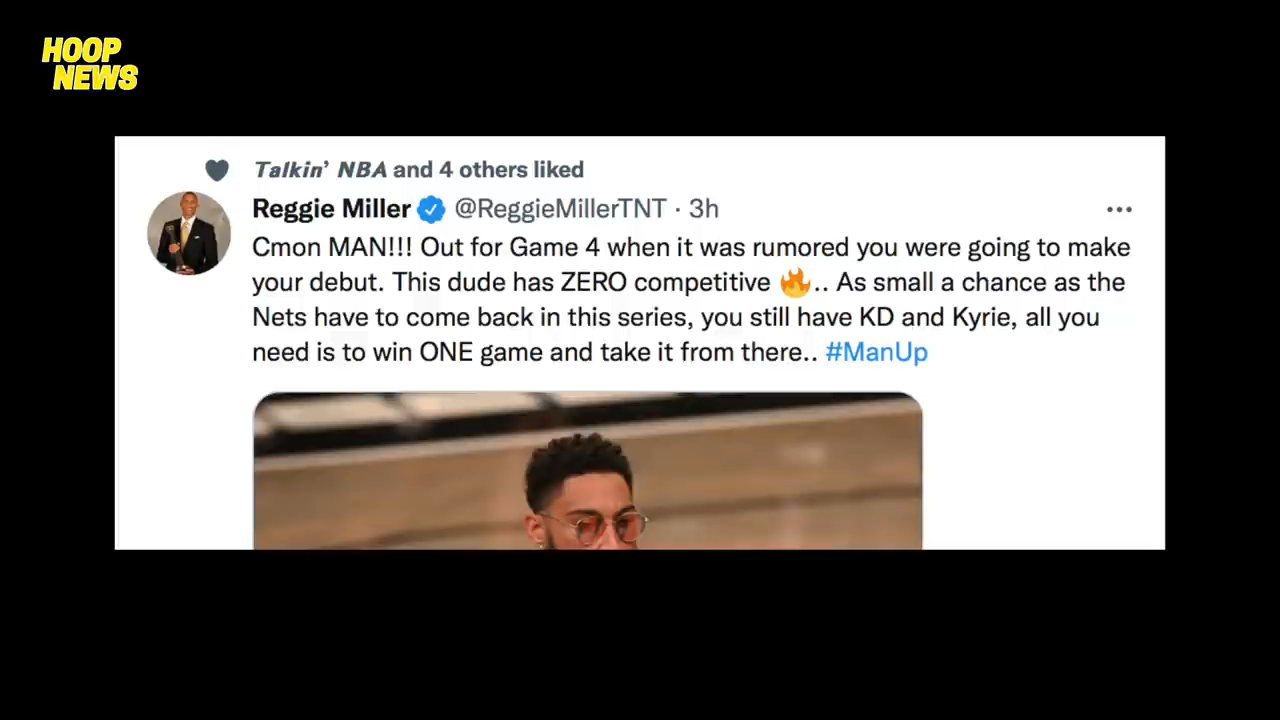 HOOP
NEWS
Talkin’ NBA and 4 others liked
Reggie Miller @ReggieMillerTNT · 3h
Cmon MAN!!! Out for Game 4 when it was rumored you were going to make
your debut. This dude has ZERO competitive 🔥.. As small a chance as the
Nets have to come back in this series, you still have KD and Kyrie, all you
need is to win ONE game and take it from there.. #ManUp